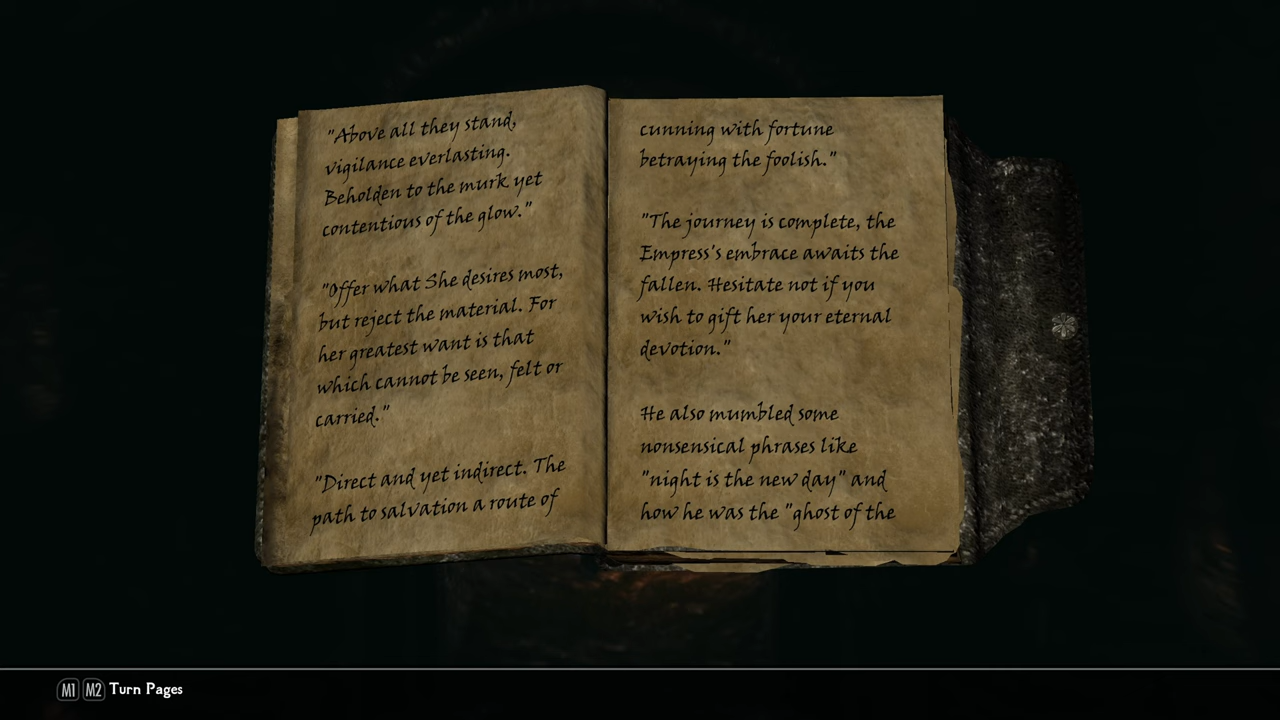 "Above all they stand,
vigilance everlasting.
Beholden to the murk yet
contentious of the glow."
"Offer what She desires most,
but reject the material. For
her greatest want is that
which cannot be seen, felt or
carried."
"Direct and yet indirect. The
path to salvation a route of
cunning with fortune
betraying the foolish."
"The journey is complete, the
Empress's embrace awaits the
fallen. Hesitate not if you
wish to gift her your eternal
devotion."
He also mumbled some
nonsensical phrases like
"night is the new day" and
how he was the "ghost of the
M1 M2 Turn Pages